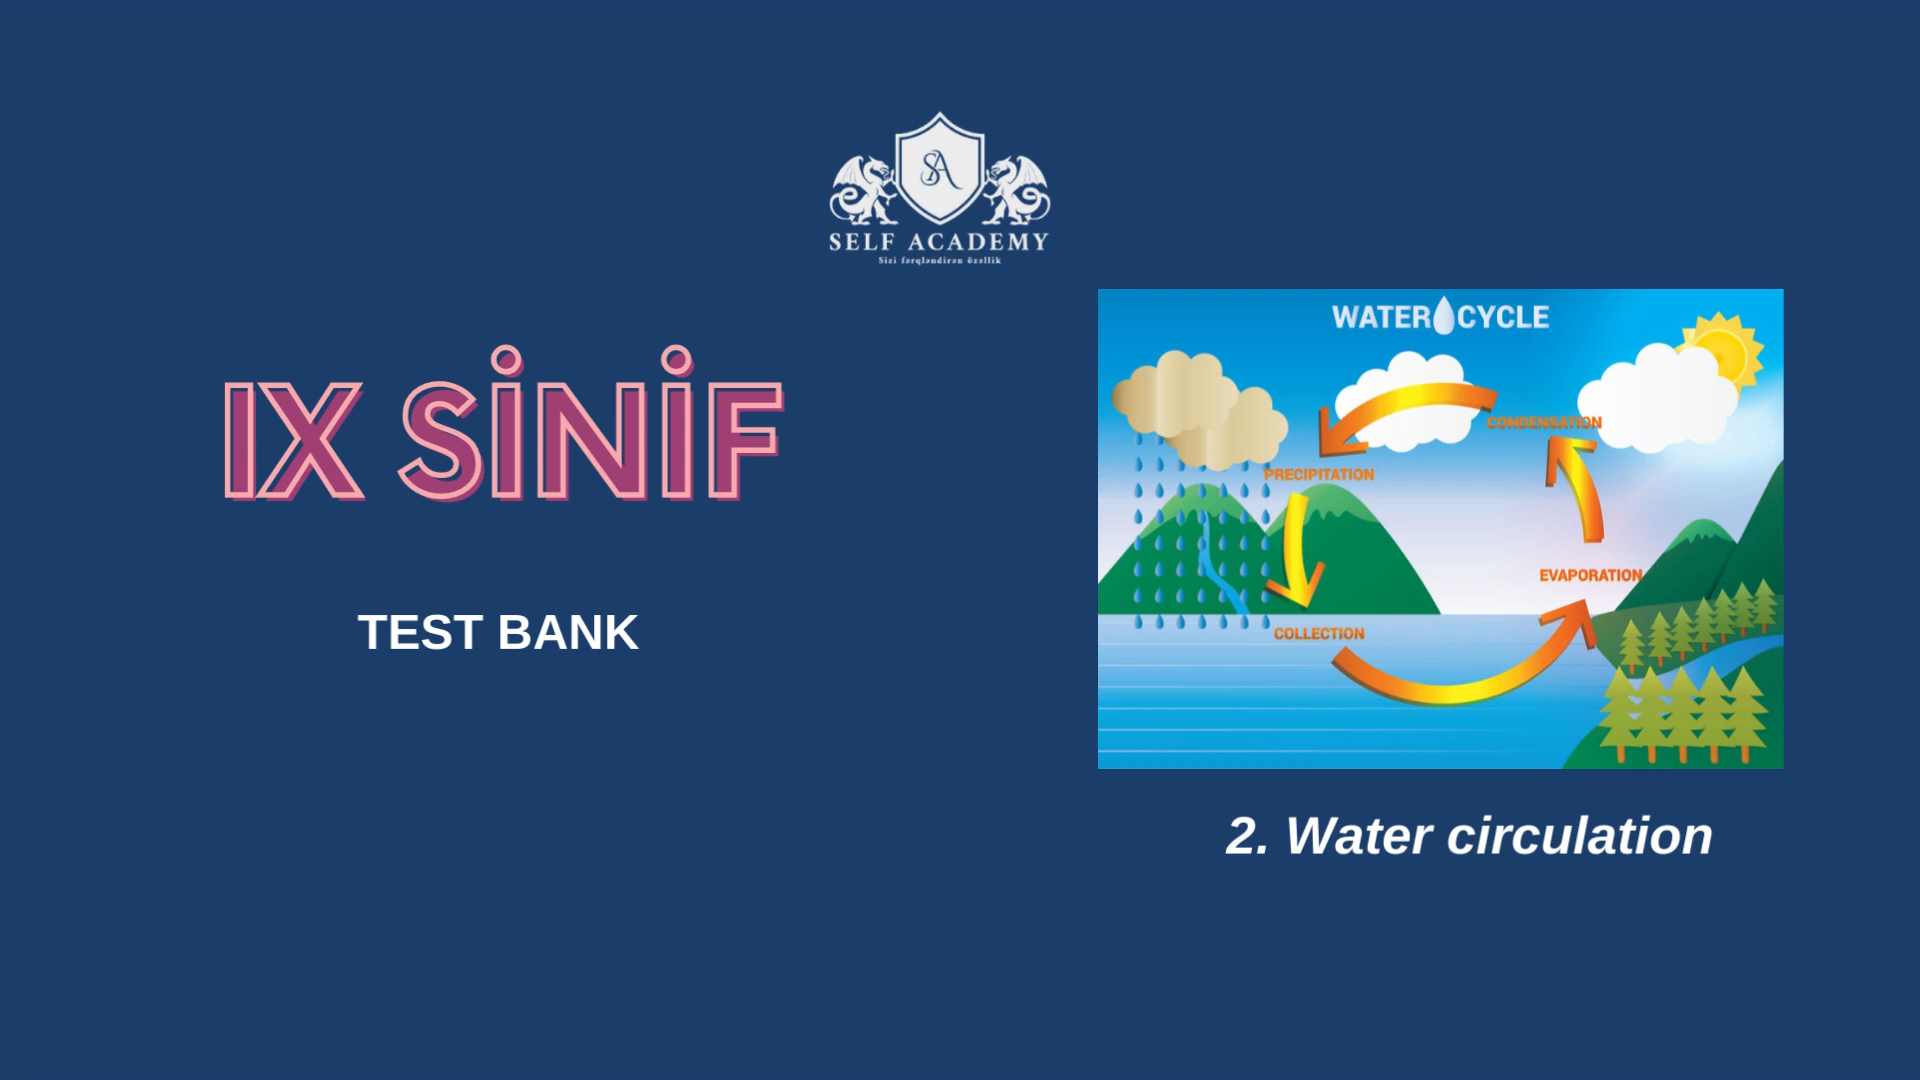 SA
SELF ACADEMY
Sizi fərqləndirən özəllik
IX SİNİF
TEST BANK
WATER CYCLE
CONDENSATION
PRECIPITATION
EVAPORATION
COLLECTION
2. Water circulation